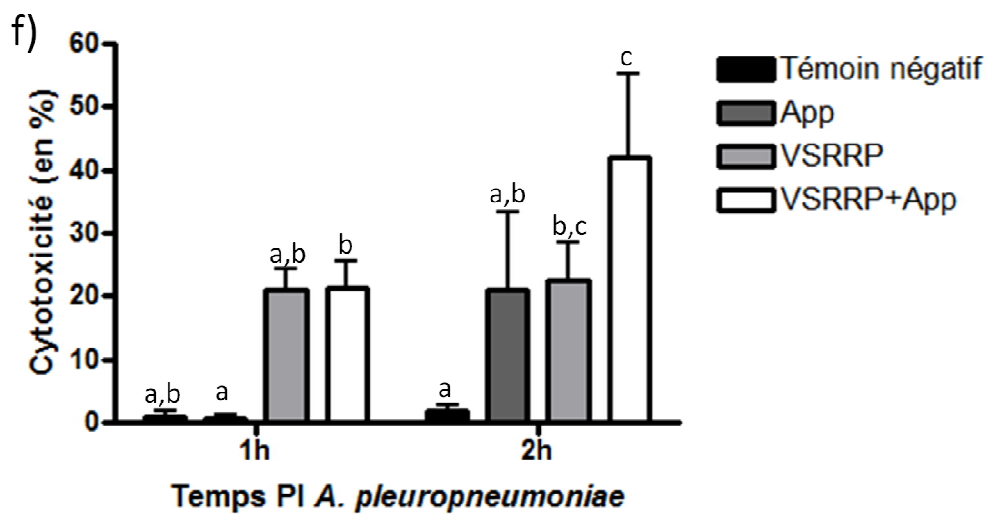 f)
60
50
40
30
20
10
0
Cytotoxicité (en %)
a,b
a
a,b
b
a
a,b
b,c
c
1h
2h
Temps PI A. pleuropneumoniae
Témoin négatif
App
VSRRP
VSRRP+App